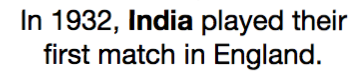 In 1932, India played their
first match in England.